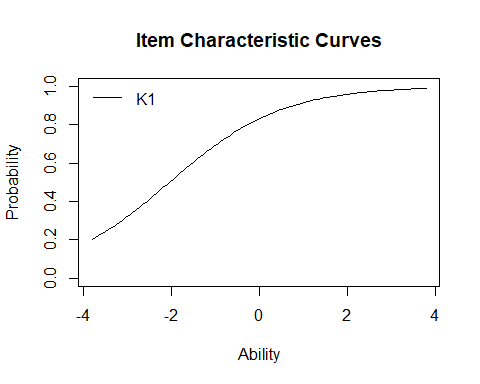 Item Characteristic Curves
K1
Probability
0.0 0.2 0.4 0.6 0.8 1.0
-4 -2 0 2 4
Ability